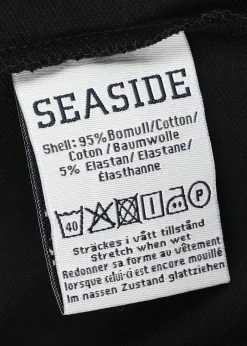 SEASIDE
Shell: 95% Bomull/Cotton/
Coton / Baumwolle
5% Elastan/Elastane/
Élasthanne
40 P
Sträckes i vått tillstånd
Stretch when wet
Redonner sa forme au vêtement
lorsque celui-ci est encore mouillé
Im nassen Zustand glattziehen